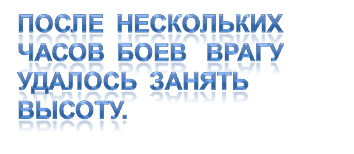 ПОСЛЕ НЕСКОЛЬКИХ
ЧАСОВ БОЕВ ВРАГУ
УДАЛОСЬ ЗАНЯТЬ
ВЫСОТУ.